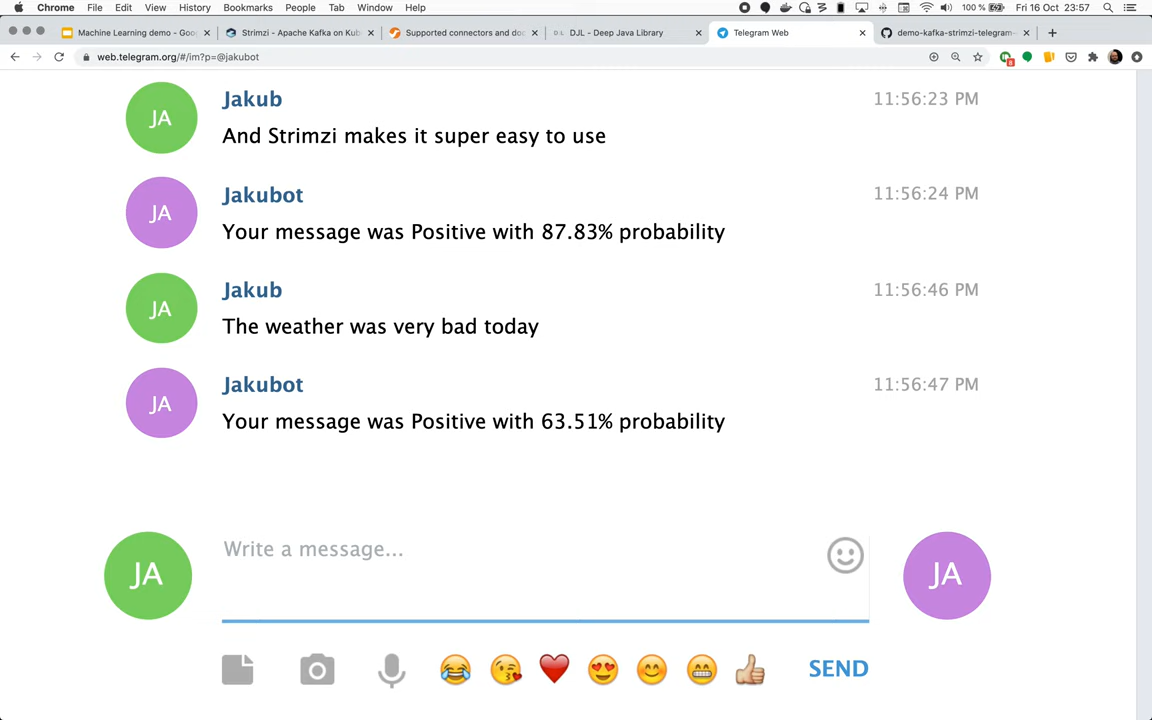 Chrome File Edit View History Bookmarks People Tab Window Help 100 % Fri 16 Oct 23:57
Machine Learning demo - Goo Strimzi - Apache Kafka on Kub Supported connectors and do DJL - Deep Java Library Telegram Web demo-kafka-strimzi-telegram-
web.telegram.org/#/im?p=@jakubot 8
JA Jakub 11:56:23 PM
And Strimzi makes it super easy to use
JA Jakubot 11:56:24 PM
Your message was Positive with 87.83% probability
JA Jakub 11:56:46 PM
The weather was very bad today
JA Jakubot 11:56:47 PM
Your message was Positive with 63.51% probability
JA Write a message... JA
SEND